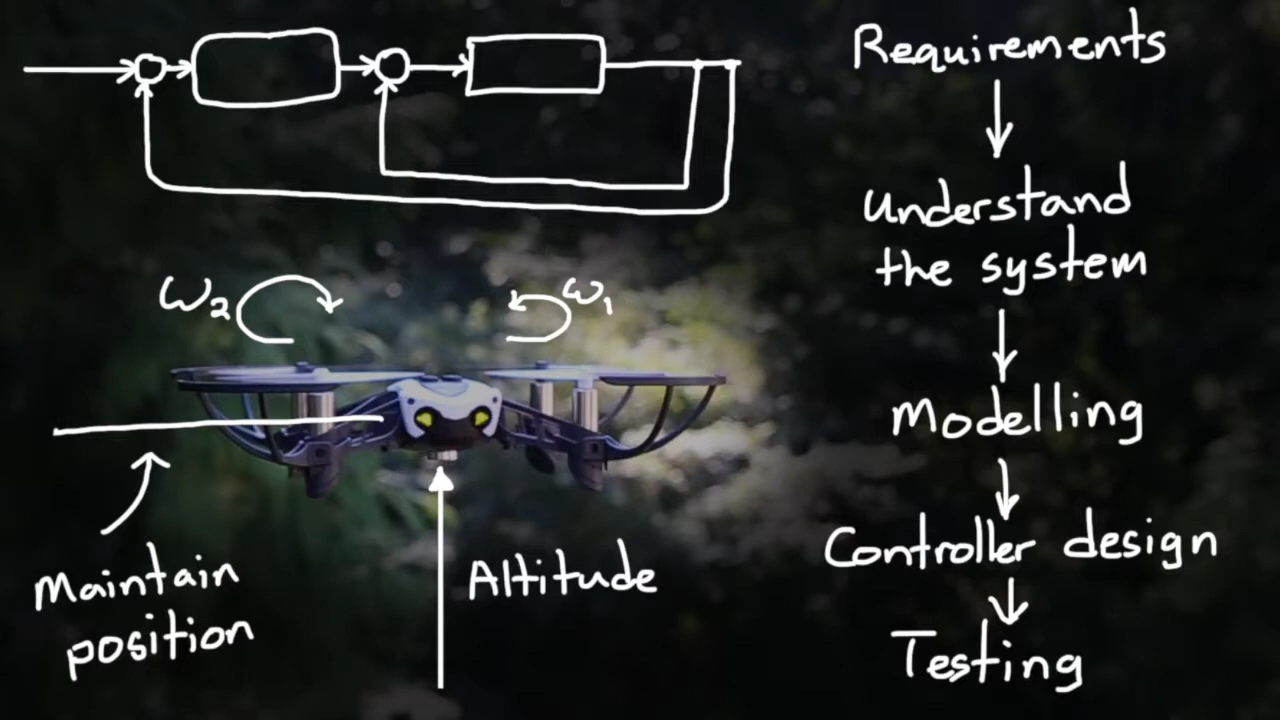 Requirements
Understand
the system
Modelling
Controller design
Testing
ω₂
ω₁
Maintain
position
Altitude